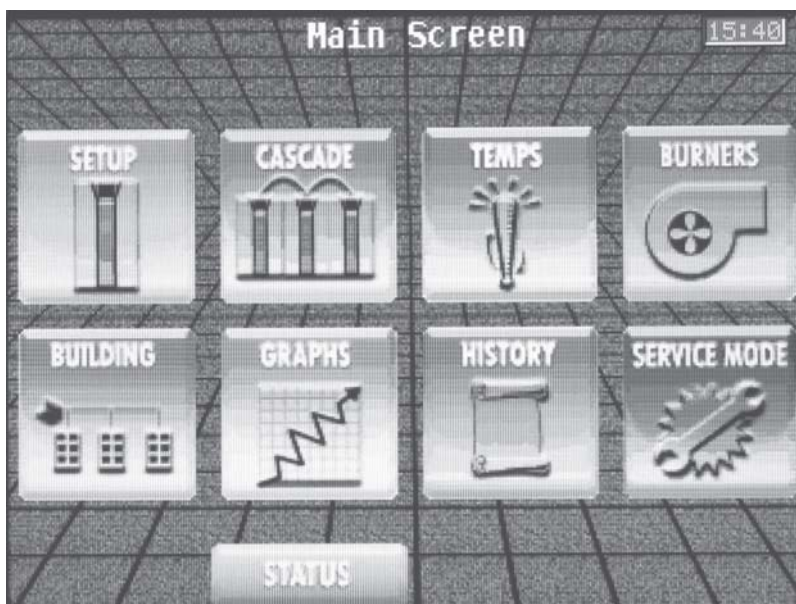 Main Screen 15:40
SETUP CASCADE TEMPS BURNERS
BUILDING GRAPHS HISTORY SERVICE MODE
STATUS